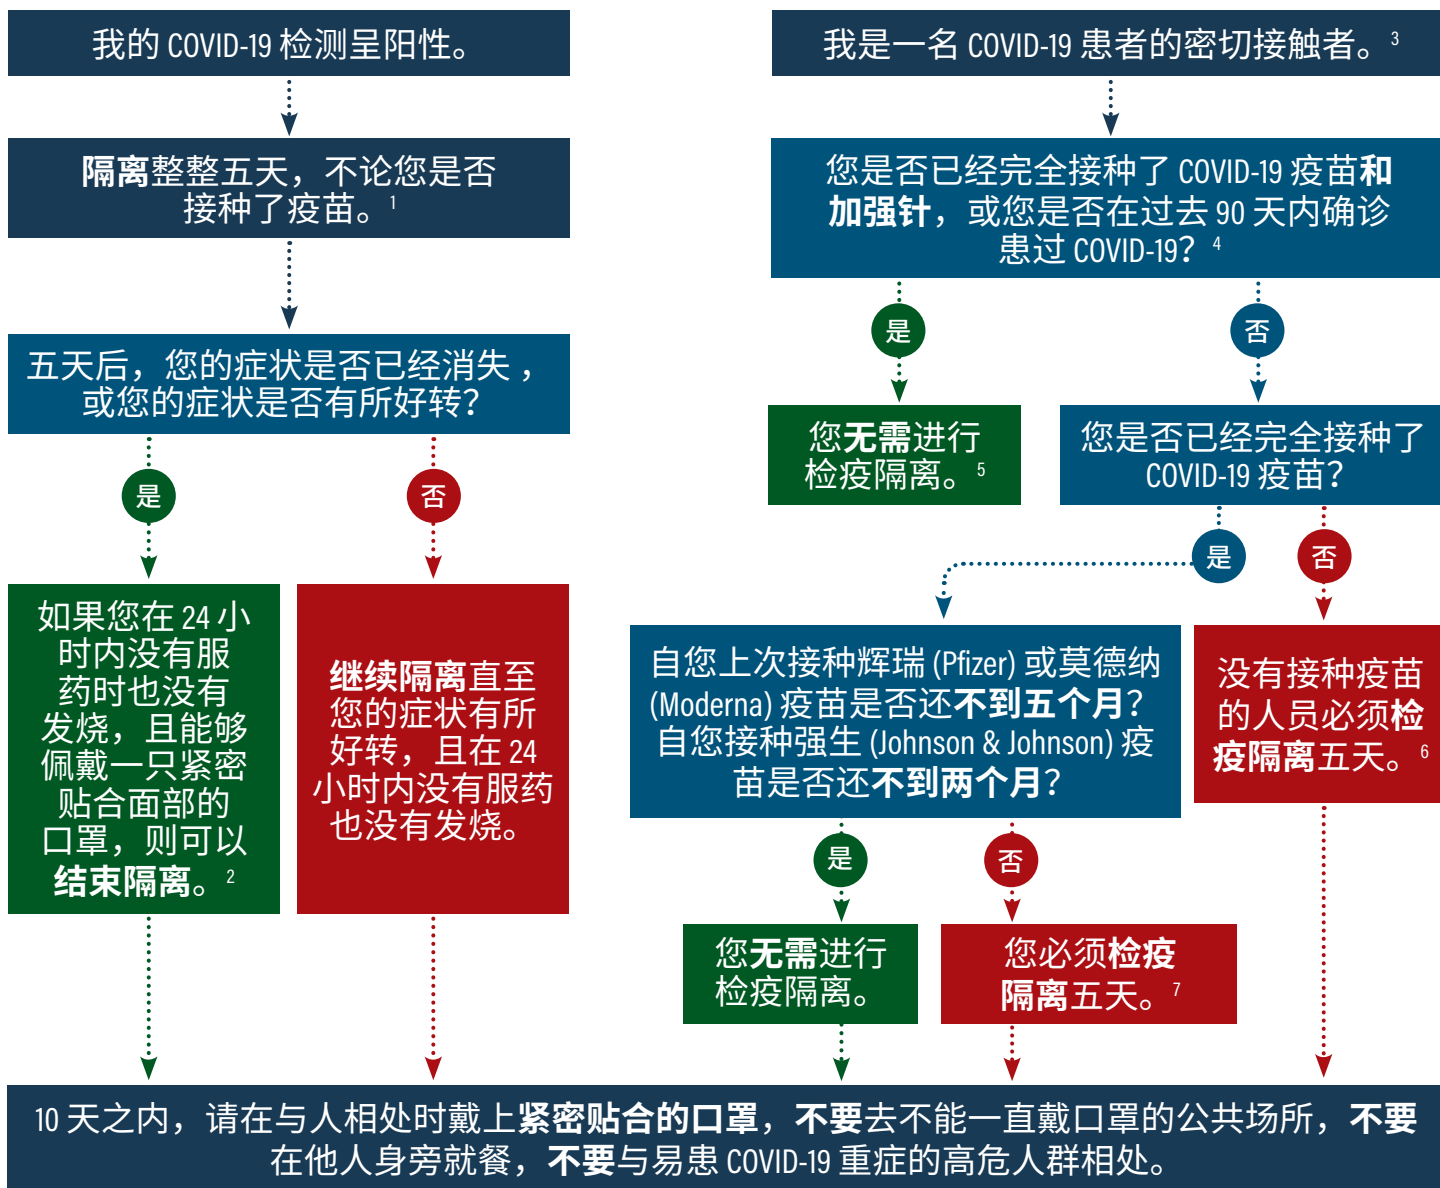 我的 COVID-19 检测呈阳性。
隔离整整五天，不论您是否
接种了疫苗。1
五天后，您的症状是否已经消失，
或您的症状是否有所好转？
是
否
如果您在 24 小
时内没有服
药时也没有
发烧，且能够
佩戴一只紧密
贴合面部的
口罩，则可以
结束隔离。2
继续隔离直至
您的症状有所
好转，且在 24
小时内没有服药
也没有发烧。
我是一名 COVID-19 患者的密切接触者。3
您是否已经完全接种了 COVID-19 疫苗和
加强针，或您是否在过去 90 天内确诊
患过 COVID-19？4
是
否
您无需进行
检疫隔离。5
您是否已经完全接种了
COVID-19 疫苗？
是
否
自您上次接种辉瑞 (Pfizer) 或莫德纳
(Moderna) 疫苗是否还不到五个月？
自您接种强生 (Johnson & Johnson) 疫
苗是否还不到两个月？
没有接种疫苗
的人员必须检
疫隔离五天。6
是
否
您无需进行
检疫隔离。
您必须检疫
隔离五天。7
10 天之内，请在与人相处时戴上紧密贴合的口罩，不要去不能一直戴口罩的公共场所，不要
在他人身旁就餐，不要与易患 COVID-19 重症的高危人群相处。